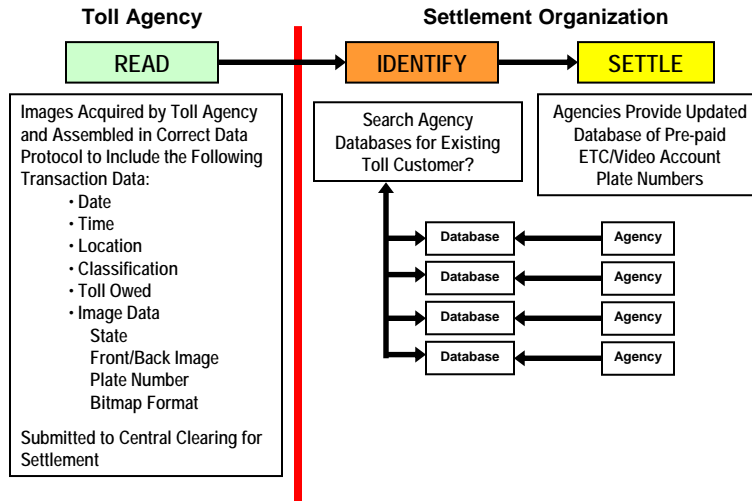 Toll Agency
Settlement Organization
READ
IDENTIFY
SETTLE
Images Acquired by Toll Agency
and Assembled in Correct Data
Protocol to Include the Following
Transaction Data:
• Date
• Time
• Location
• Classification
• Toll Owed
• Image Data
State
Front/Back Image
Plate Number
Bitmap Format
Submitted to Central Clearing for
Settlement
Search Agency
Databases for Existing
Toll Customer?
Agencies Provide Updated
Database of Pre-paid
ETC/Video Account
Plate Numbers
Database
Agency
Database
Agency
Database
Agency
Database
Agency